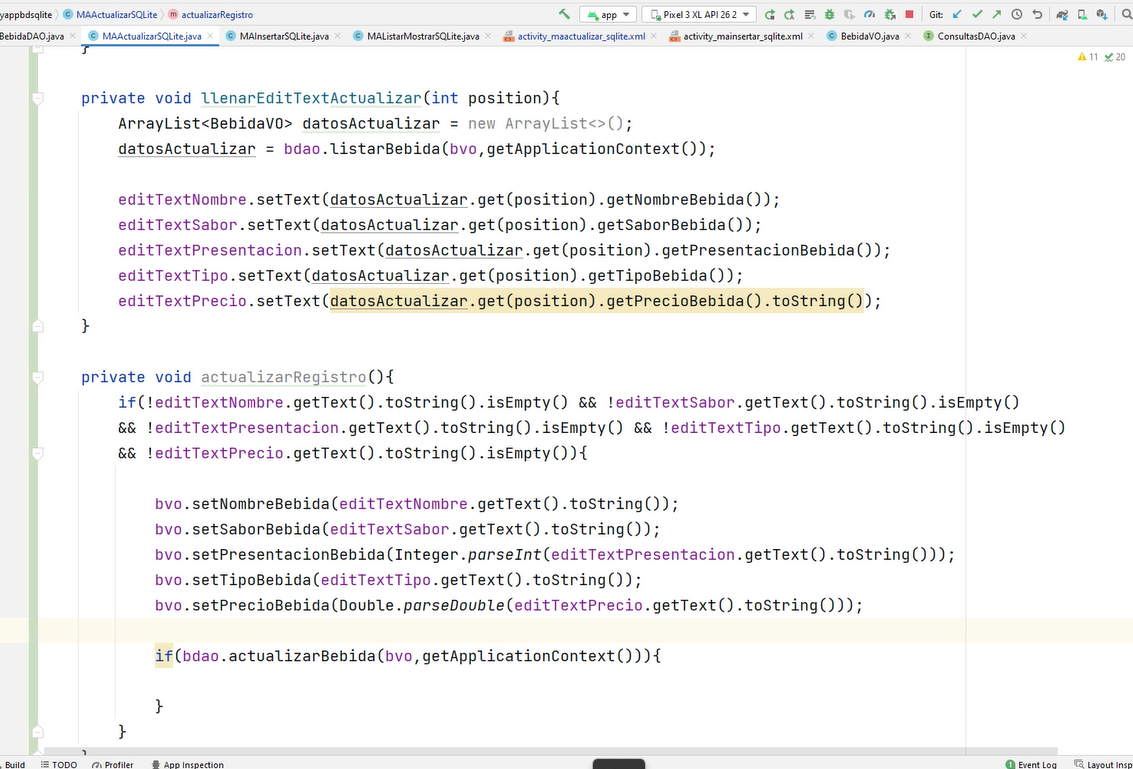 yappbdsqlite MAActualizarSQLite actualizarRegistro app Pixel 3 XL API 26 2 Git:
BebidaDAO.java MAActualizarSQLite.java MAInsertarSQLite.java MAListarMostrarSQLite.java activity_maactualizar_sqlite.xml activity_mainsertar_sqlite.xml BebidaVO.java ConsultasDAO.java
11 20
}
private void llenarEditTextActualizar(int position){
ArrayList<BebidaVO> datosActualizar = new ArrayList<>();
datosActualizar = bdao.listarBebida(bvo,getApplicationContext());
editTextNombre.setText(datosActualizar.get(position).getNombreBebida());
editTextSabor.setText(datosActualizar.get(position).getSaborBebida());
editTextPresentacion.setText(datosActualizar.get(position).getPresentacionBebida());
editTextTipo.setText(datosActualizar.get(position).getTipoBebida());
editTextPrecio.setText(datosActualizar.get(position).getPrecioBebida().toString());
}
private void actualizarRegistro(){
if(!editTextNombre.getText().toString().isEmpty() && !editTextSabor.getText().toString().isEmpty()
&& !editTextPresentacion.getText().toString().isEmpty() && !editTextTipo.getText().toString().isEmpty()
&& !editTextPrecio.getText().toString().isEmpty()){
bvo.setNombreBebida(editTextNombre.getText().toString());
bvo.setSaborBebida(editTextSabor.getText().toString());
bvo.setPresentacionBebida(Integer.parseInt(editTextPresentacion.getText().toString()));
bvo.setTipoBebida(editTextTipo.getText().toString());
bvo.setPrecioBebida(Double.parseDouble(editTextPrecio.getText().toString()));
if(bdao.actualizarBebida(bvo,getApplicationContext())){
}
}
}
Build TODO Profiler App Inspection 1 Event Log Layout Insp